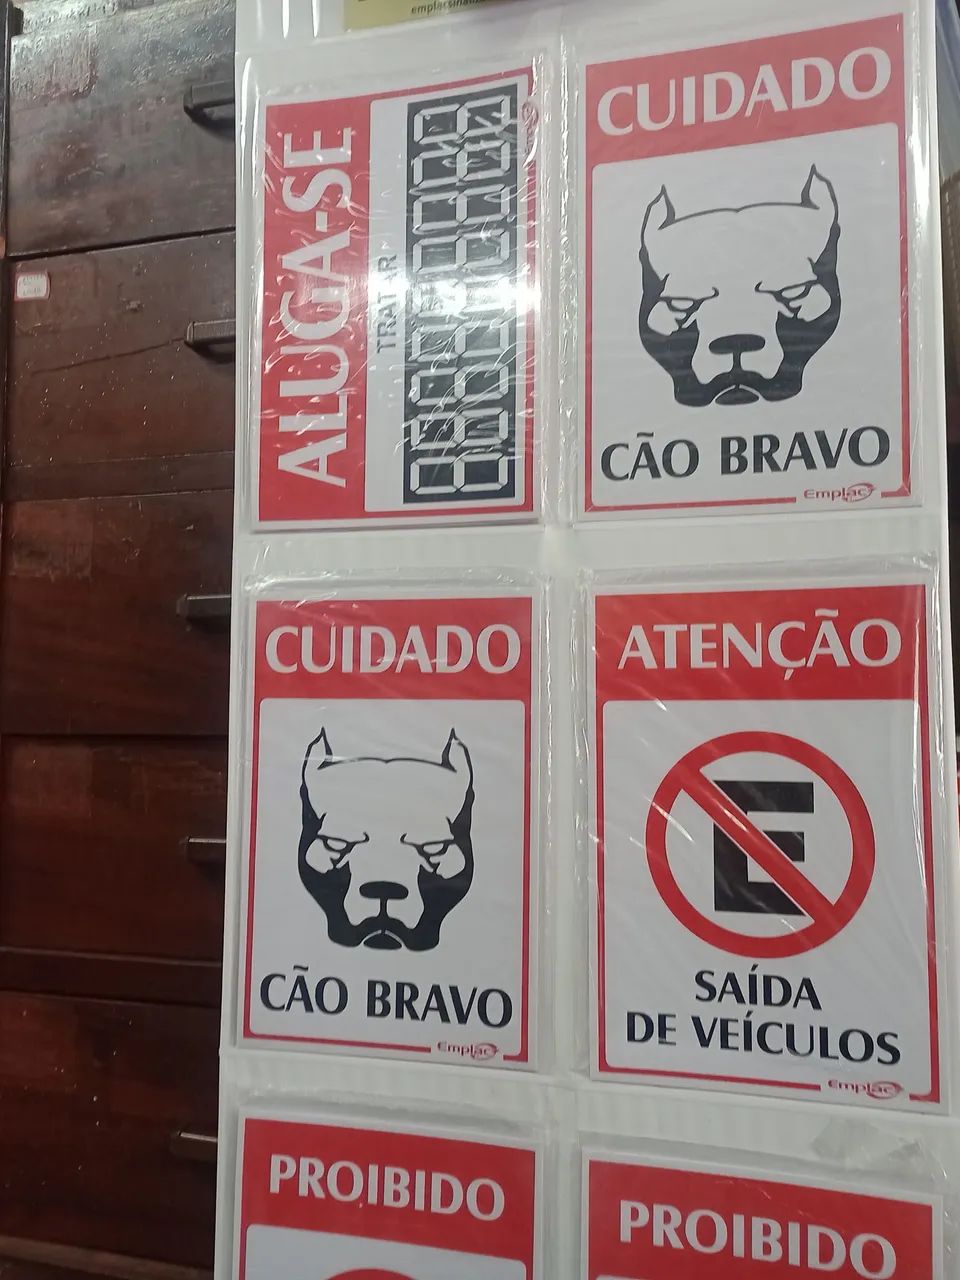 ALUGA-SE
TRATAR
CUIDADO
CÃO BRAVO
Emplac
CUIDADO
CÃO BRAVO
Emplac
ATENÇÃO
E
SAÍDA
DE VEÍCULOS
Emplac
PROIBIDO
PROIBIDO